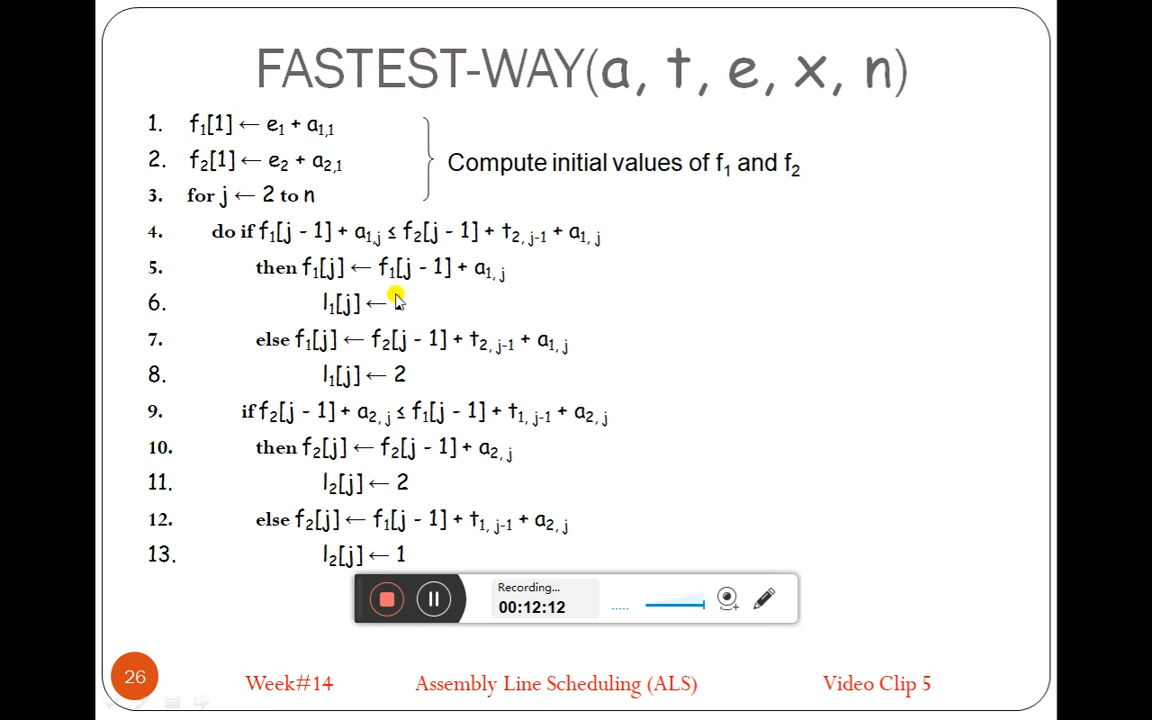 FASTEST-WAY(a, t, e, x, n)
1. f₁[1] ← e₁ + a₁,₁
2. f₂[1] ← e₂ + a₂,₁
Compute initial values of f₁ and f₂
3. for j ← 2 to n
4. do if f₁[j - 1] + a₁,ⱼ ≤ f₂[j - 1] + t₂, ⱼ₋₁ + a₁, ⱼ
5. then f₁[j] ← f₁[j - 1] + a₁, ⱼ
6. l₁[j] ←
7. else f₁[j] ← f₂[j - 1] + t₂, ⱼ₋₁ + a₁, ⱼ
8. l₁[j] ← 2
9. if f₂[j - 1] + a₂, ⱼ ≤ f₁[j - 1] + t₁, ⱼ₋₁ + a₂, ⱼ
10. then f₂[j] ← f₂[j - 1] + a₂, ⱼ
11. l₂[j] ← 2
12. else f₂[j] ← f₁[j - 1] + t₁, ⱼ₋₁ + a₂, ⱼ
13. l₂[j] ← 1
Recording...
00:12:12
26 Week#14 Assembly Line Scheduling (ALS) Video Clip 5